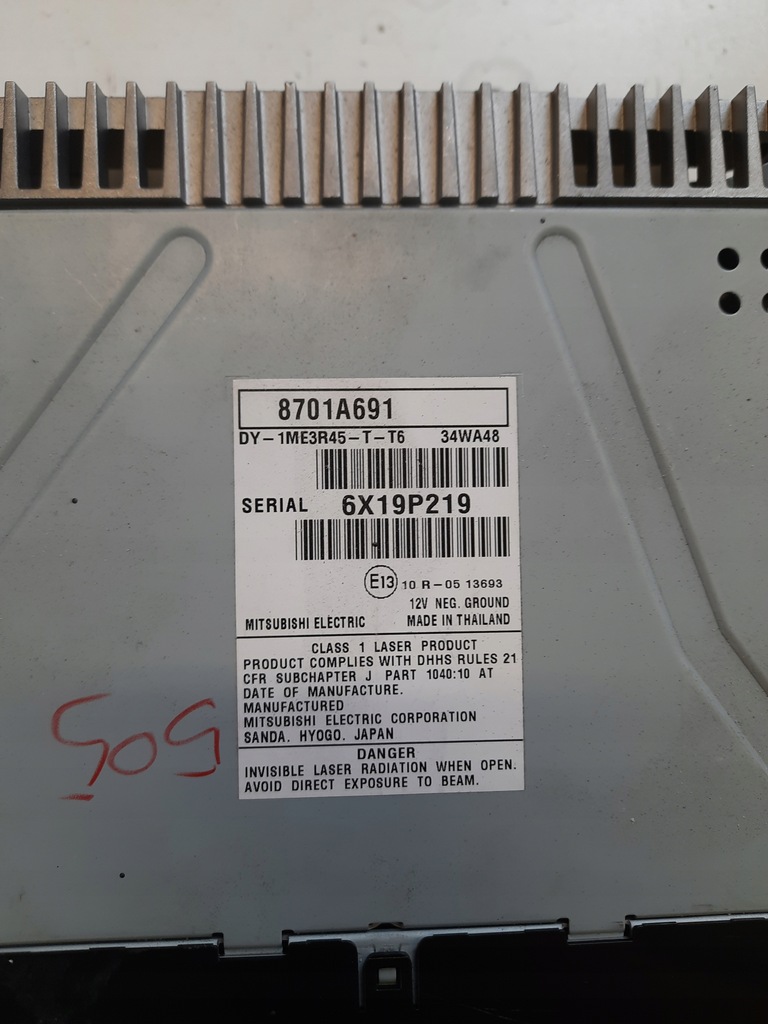 8701A691
DY-1ME3R45-T-T6 34WA48
SERIAL 6X19P219
E13 10 R-05 13693
12V NEG. GROUND
MITSUBISHI ELECTRIC MADE IN THAILAND
CLASS 1 LASER PRODUCT
PRODUCT COMPLIES WITH DHHS RULES 21
CFR SUBCHAPTER J PART 1040:10 AT
DATE OF MANUFACTURE.
MANUFACTURED
MITSUBISHI ELECTRIC CORPORATION
SANDA. HYOGO. JAPAN
DANGER
INVISIBLE LASER RADIATION WHEN OPEN.
AVOID DIRECT EXPOSURE TO BEAM.
505